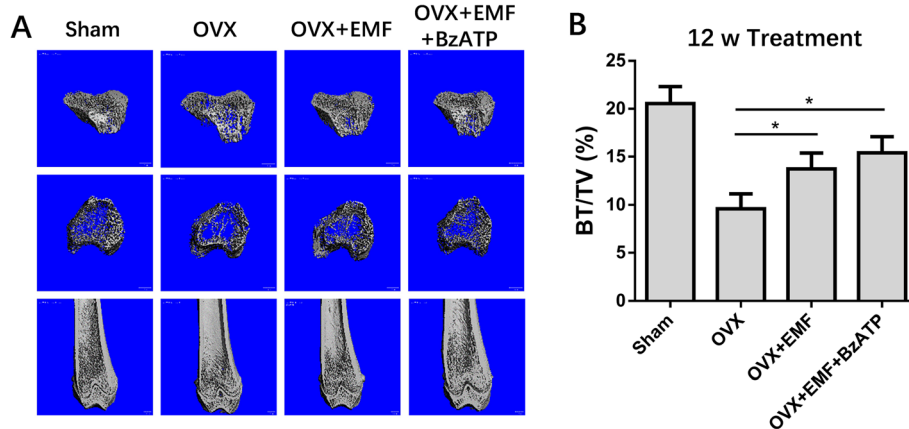 A
Sham
OVX
OVX+EMF
OVX+EMF
+BzATP
B
12 w Treatment
BT/TV (%)
25
20
15
10
5
0
*
*
Sham
OVX
OVX+EMF
OVX+EMF+BzATP